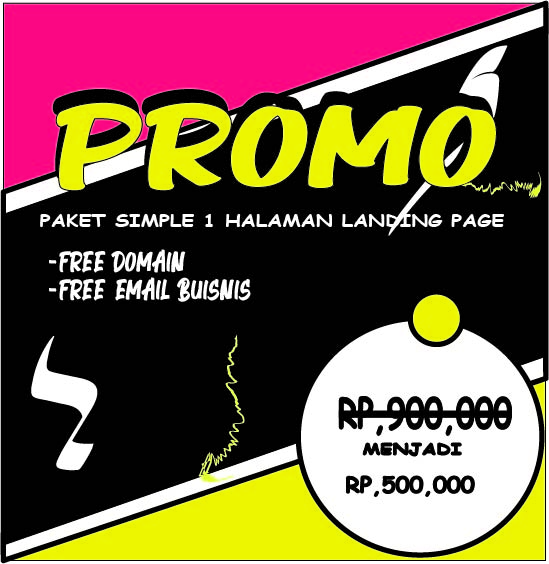 PROMO
PAKET SIMPLE 1 HALAMAN LANDING PAGE
-FREE DOMAIN
-FREE EMAIL BUISNIS
RP,900,000
MENJADI
RP,500,000